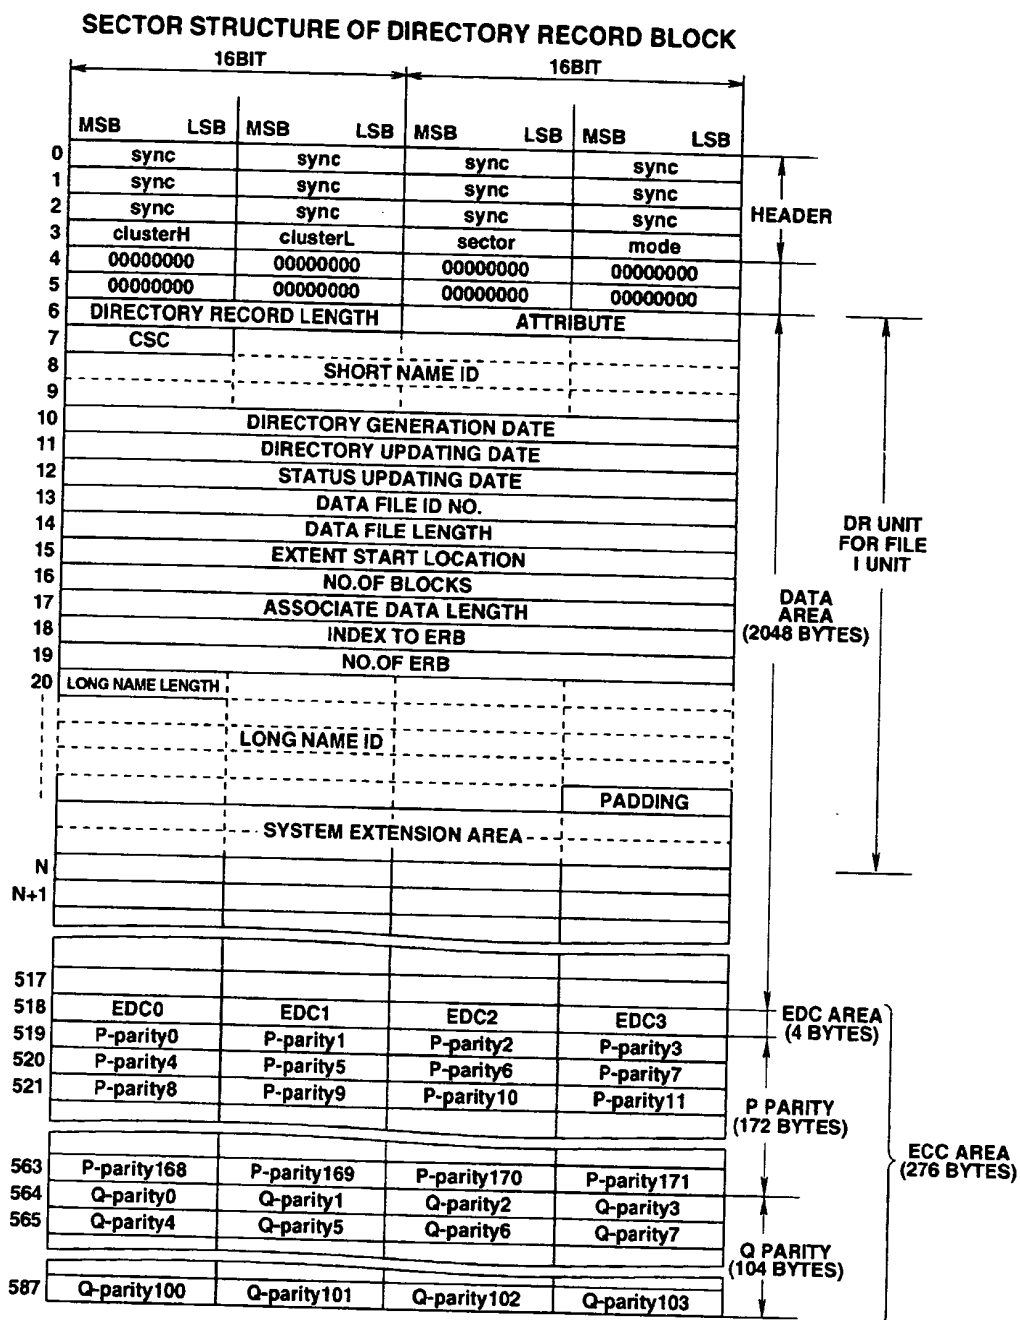 SECTOR STRUCTURE OF DIRECTORY RECORD BLOCK
16BIT 16BIT
MSB LSB MSB LSB MSB LSB MSB LSB
0 sync sync sync sync
1 sync sync sync sync
2 sync sync sync sync
HEADER
3 clusterH clusterL sector mode
4 00000000 00000000 00000000 00000000
5 00000000 00000000 00000000 00000000
6 DIRECTORY RECORD LENGTH ATTRIBUTE
7 CSC
8 SHORT NAME ID
9
10 DIRECTORY GENERATION DATE
11 DIRECTORY UPDATING DATE
12 STATUS UPDATING DATE
13 DATA FILE ID NO.
14 DATA FILE LENGTH
15 EXTENT START LOCATION
16 NO.OF BLOCKS
17 ASSOCIATE DATA LENGTH
18 INDEX TO ERB
19 NO.OF ERB
DR UNIT
FOR FILE
I UNIT
DATA
AREA
(2048 BYTES)
20 LONG NAME LENGTH
LONG NAME ID
PADDING
SYSTEM EXTENSION AREA
N
N+1
517
518 EDC0 EDC1 EDC2 EDC3
EDC AREA
(4 BYTES)
519 P-parity0 P-parity1 P-parity2 P-parity3
520 P-parity4 P-parity5 P-parity6 P-parity7
521 P-parity8 P-parity9 P-parity10 P-parity11
P PARITY
(172 BYTES)
ECC AREA
(276 BYTES)
563 P-parity168 P-parity169 P-parity170 P-parity171
564 Q-parity0 Q-parity1 Q-parity2 Q-parity3
565 Q-parity4 Q-parity5 Q-parity6 Q-parity7
Q PARITY
(104 BYTES)
587 Q-parity100 Q-parity101 Q-parity102 Q-parity103